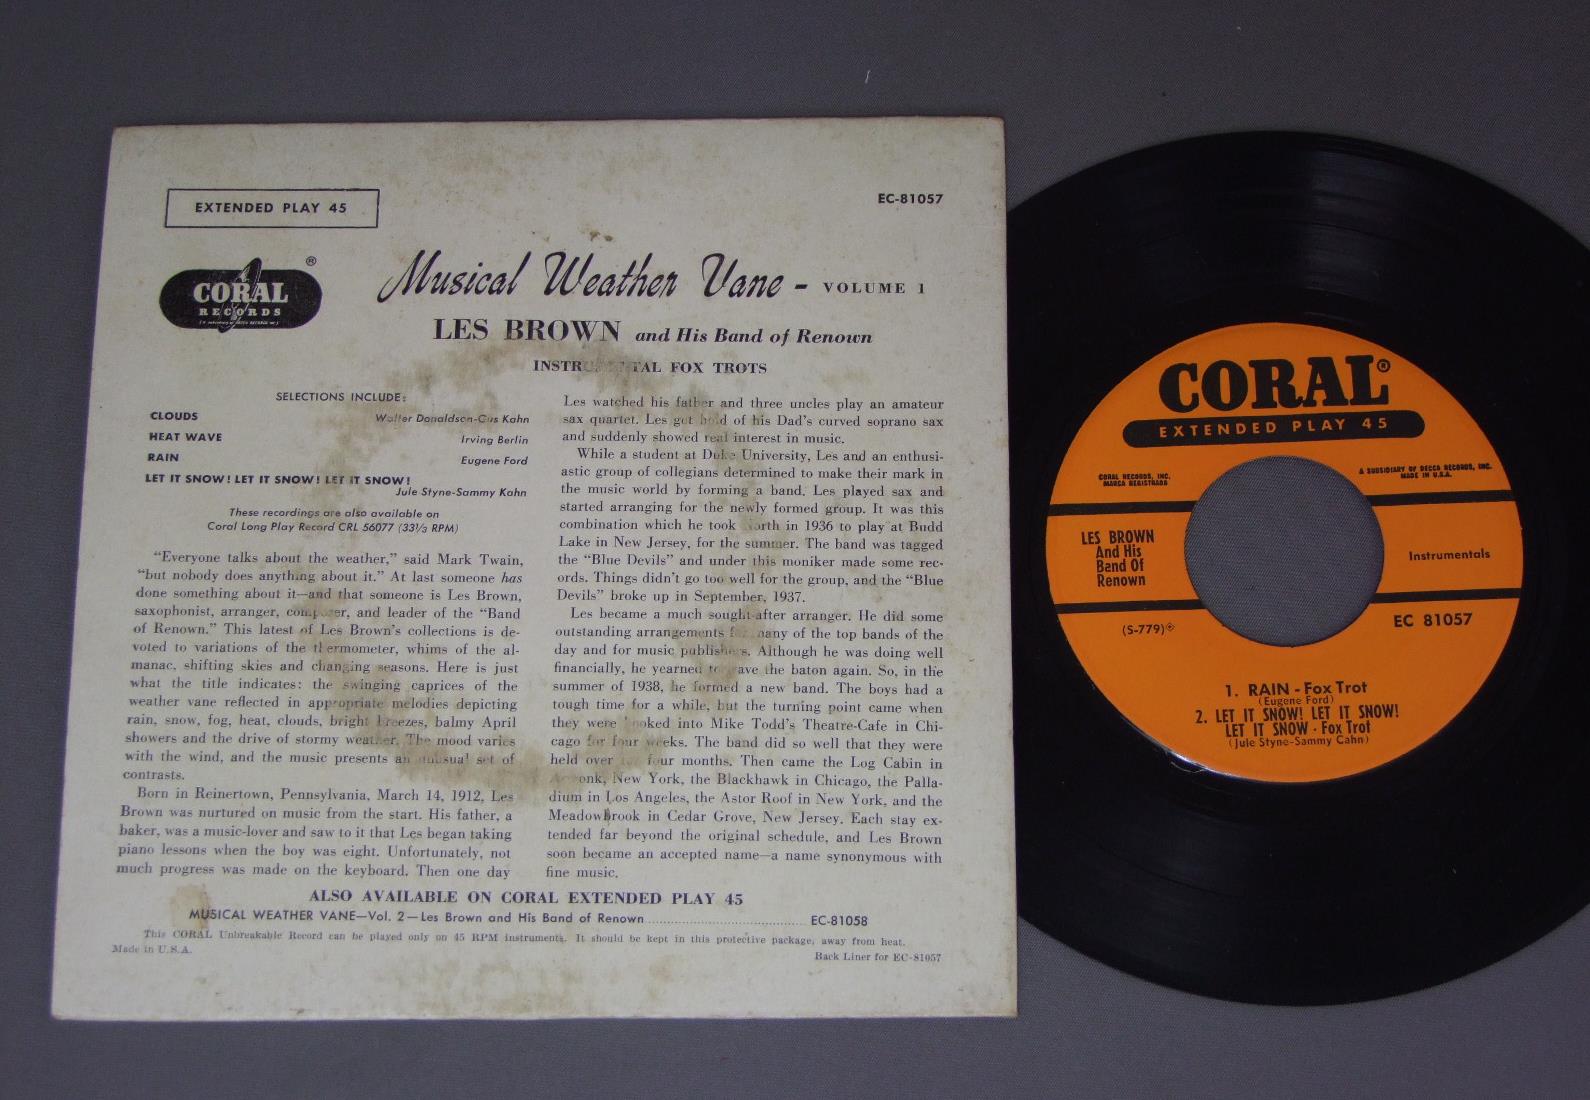 EXTENDED PLAY 45
EC-81057
CORAL ®
RECORDS
Musical Weather Vane - VOLUME 1
LES BROWN and His Band of Renown
INSTR TAL FOX TROTS
SELECTIONS INCLUDE:
CLOUDS Walter Donaldson-Gus Kahn
HEAT WAVE Irving Berlin
RAIN Eugene Ford
LET IT SNOW! LET IT SNOW! LET IT SNOW!
Jule Styne-Sammy Kahn
These recordings are also available on
Coral Long Play Record CRL 56077 (33⅓ RPM)
"Everyone talks about the weather," said Mark Twain,
"but nobody does anything about it." At last someone has
done something about it—and that someone is Les Brown,
saxophonist, arranger, composer, and leader of the "Band
of Renown." This latest of Les Brown's collections is de-
voted to variations of the thermometer, whims of the al-
manac, shifting skies and changing seasons. Here is just
what the title indicates: the swinging caprices of the
weather vane reflected in appropriate melodies depicting
rain, snow, fog, heat, clouds, bright breezes, balmy April
showers and the drive of stormy weather. The mood varies
with the wind, and the music presents an unusual set of
contrasts.
Born in Reinertown, Pennsylvania, March 14, 1912, Les
Brown was nurtured on music from the start. His father, a
baker, was a music-lover and saw to it that Les began taking
piano lessons when the boy was eight. Unfortunately, not
much progress was made on the keyboard. Then one day
Les watched his father and three uncles play an amateur
sax quartet. Les got hold of his Dad's curved soprano sax
and suddenly showed real interest in music.
While a student at Duke University, Les and an enthusi-
astic group of collegians determined to make their mark in
the music world by forming a band. Les played sax and
started arranging for the newly formed group. It was this
combination which he took north in 1936 to play at Budd
Lake in New Jersey, for the summer. The band was tagged
the "Blue Devils" and under this moniker made some rec-
ords. Things didn't go too well for the group, and the "Blue
Devils" broke up in September, 1937.
Les became a much sought-after arranger. He did some
outstanding arrangements for many of the top bands of the
day and for music publishers. Although he was doing well
financially, he yearned to wave the baton again. So, in the
summer of 1938, he formed a new band. The boys had a
tough time for a while, but the turning point came when
they were booked into Mike Todd's Theatre-Cafe in Chi-
cago for four weeks. The band did so well that they were
held over four months. Then came the Log Cabin in
Armonk, New York, the Blackhawk in Chicago, the Palla-
dium in Los Angeles, the Astor Roof in New York, and the
Meadowbrook in Cedar Grove, New Jersey. Each stay ex-
tended far beyond the original schedule, and Les Brown
soon became an accepted name—a name synonymous with
fine music.
ALSO AVAILABLE ON CORAL EXTENDED PLAY 45
MUSICAL WEATHER VANE—Vol. 2—Les Brown and His Band of Renown ........ EC-81058
This CORAL Unbreakable Record can be played only on 45 RPM instruments. It should be kept in this protective package, away from heat.
Made in U.S.A.
Back Liner for EC-81057
CORAL®
EXTENDED PLAY 45
CORAL RECORDS, INC.
MARCA REGISTRADA
A SUBSIDIARY OF DECCA RECORDS, INC.
MADE IN U.S.A.
LES BROWN
And His
Band Of
Renown
Instrumentals
(S-779)
EC 81057
1. RAIN - Fox Trot
(Eugene Ford)
2. LET IT SNOW! LET IT SNOW!
LET IT SNOW - Fox Trot
(Jule Styne-Sammy Cahn)